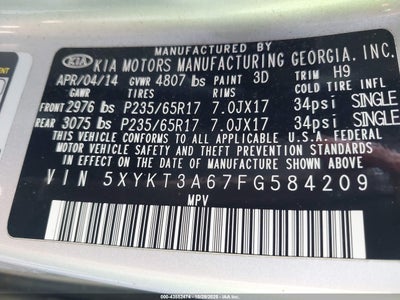 MANUFACTURED BY
KIA KIA MOTORS MANUFACTURING GEORGIA, INC.
APR/04/14 GVWR 4807 lbs PAINT 3D TRIM H9
GAWR TIRES RIMS COLD TIRE INFL
FRONT 2976 lbs P235/65R17 7.0JX17 34psi SINGLE
REAR 3075 lbs P235/65R17 7.0JX17 34psi SINGLE
THIS VEHICLE CONFORMS TO ALL APPLICABLE U.S. FEDERAL
MOTOR VEHICLE SAFETY STANDARDS IN EFFECT ON THE
DATE OF MANUFACTURE SHOWN ABOVE.
VIN 5XYKT3A67FG584209
MPV